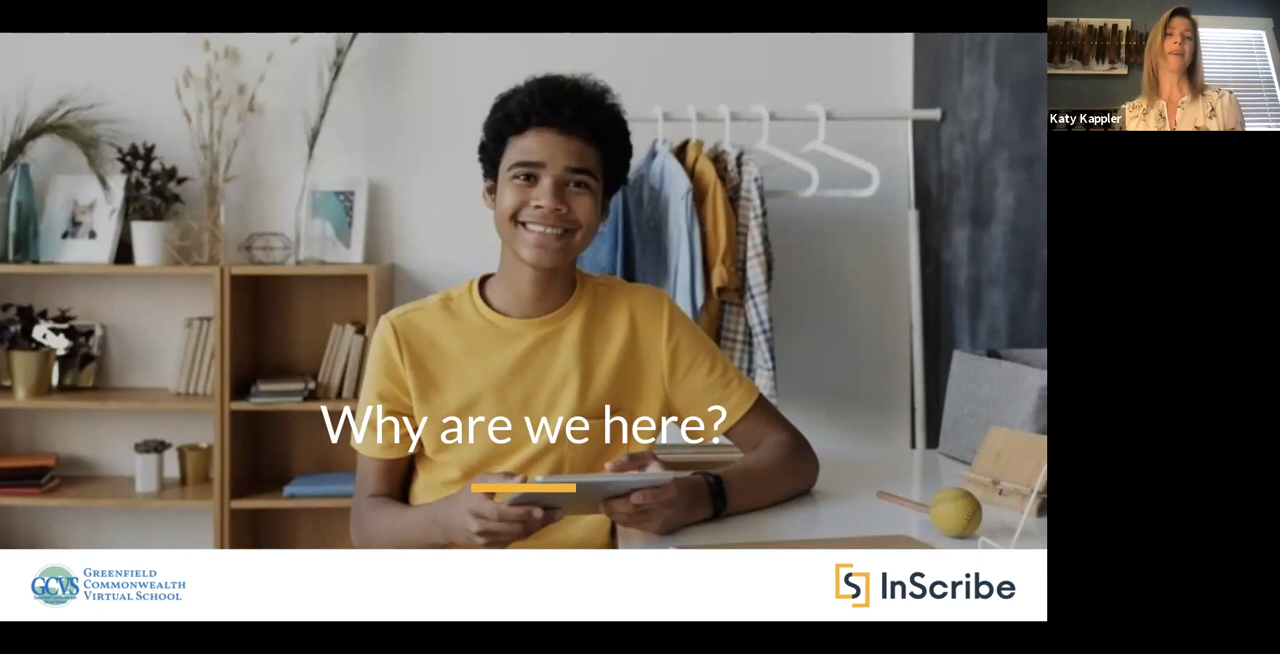 Katy Kappler
Why are we here?
GCVS
Greenfield
Commonwealth
Virtual School
InScribe